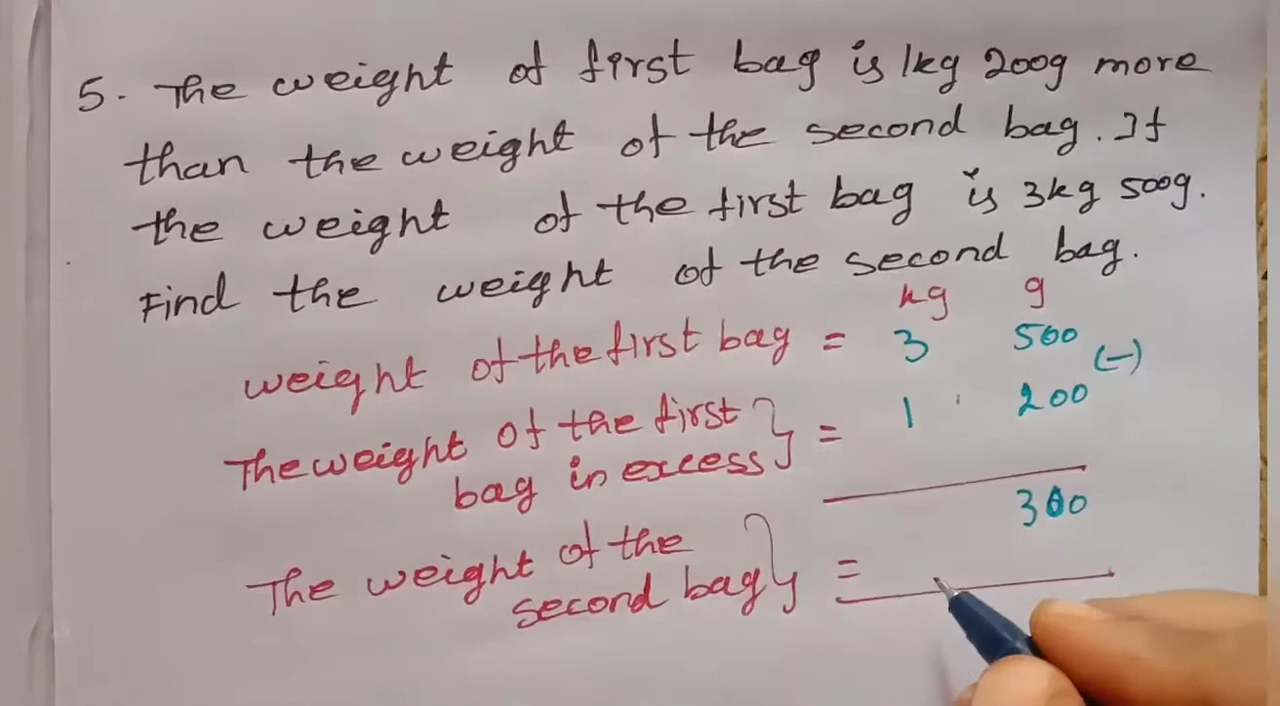 5. The weight of first bag is 1kg 200g more
than the weight of the second bag. If
the weight of the first bag is 3kg 500g.
Find the weight of the second bag.
kg g
weight of the first bag = 3 500
(-)
The weight of the first
bag in excess } = 1 200
300
The weight of the
second bag } =